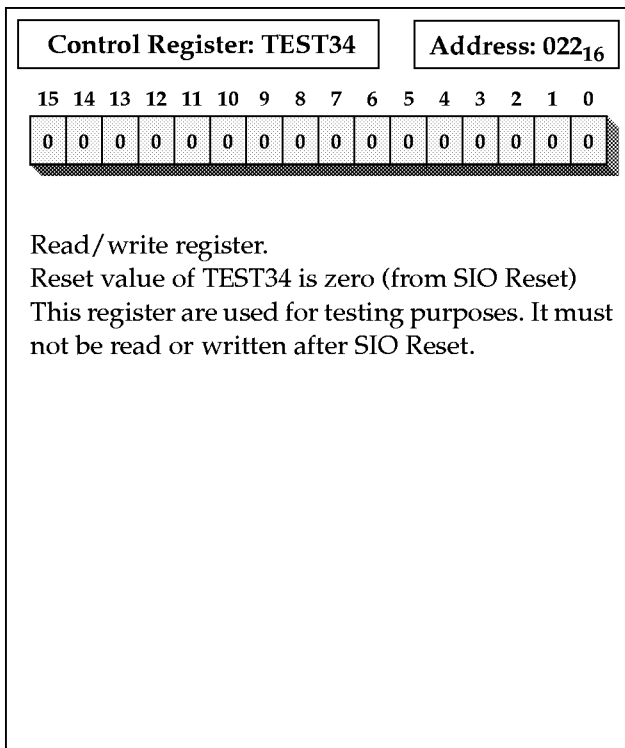 Control Register: TEST34
Address: 022₁₆
15 14 13 12 11 10 9 8 7 6 5 4 3 2 1 0
0 0 0 0 0 0 0 0 0 0 0 0 0 0 0 0
Read/write register.
Reset value of TEST34 is zero (from SIO Reset)
This register are used for testing purposes. It must
not be read or written after SIO Reset.